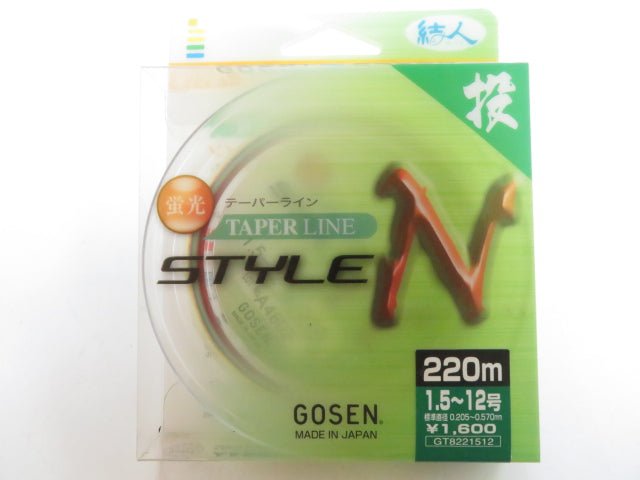 結人
投
蛍光
テーパーライン
TAPER LINE
STYLE N
GOSEN
GOSEN®
MADE IN JAPAN
220m
1.5~12号
標準直径 0.205~0.570mm
¥1,600
GT8221512